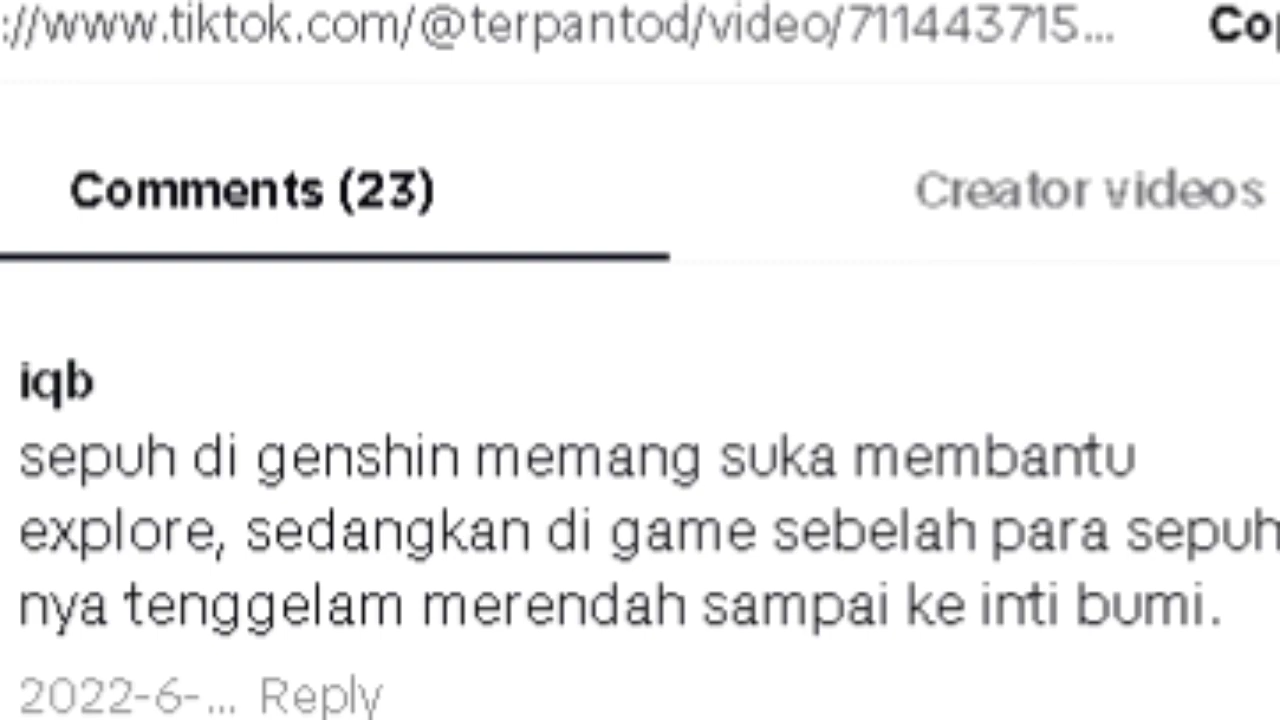 ://www.tiktok.com/@terpantod/video/711443715...
Comments (23)
Creator videos
iqb
sepuh di genshin memang suka membantu
explore, sedangkan di game sebelah para sepuh
nya tenggelam merendah sampai ke inti bumi.
2022-6-... Reply